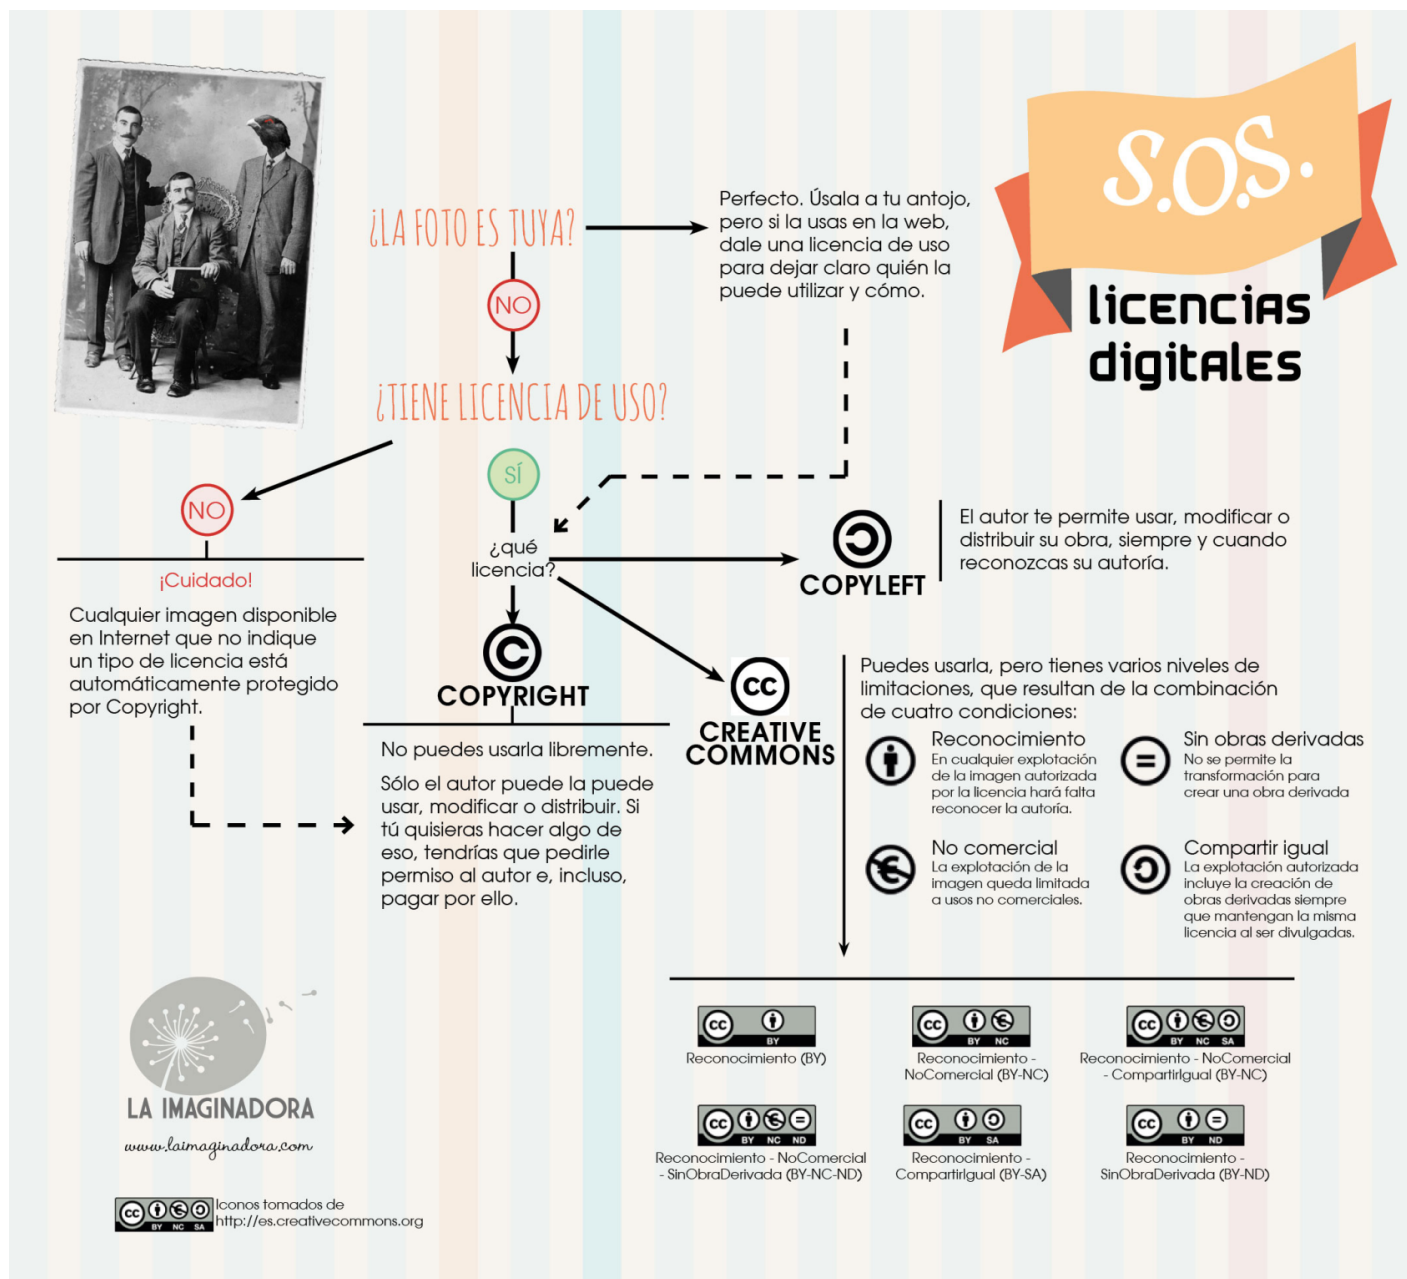 S.O.S.
licencias
digitales
¿LA FOTO ES TUYA?
Perfecto. Úsala a tu antojo,
pero si la usas en la web,
dale una licencia de uso
para dejar claro quién la
puede utilizar y cómo.
NO
¿TIENE LICENCIA DE USO?
NO
¡Cuidado!
Cualquier imagen disponible
en Internet que no indique
un tipo de licencia está
automáticamente protegido
por Copyright.
SÍ
¿qué
licencia?
COPYLEFT
El autor te permite usar, modificar o
distribuir su obra, siempre y cuando
reconozcas su autoría.
C
COPYRIGHT
No puedes usarla libremente.
Sólo el autor puede la puede
usar, modificar o distribuir. Si
tú quisieras hacer algo de
eso, tendrías que pedirle
permiso al autor e, incluso,
pagar por ello.
cc
CREATIVE
COMMONS
Puedes usarla, pero tienes varios niveles de
limitaciones, que resultan de la combinación
de cuatro condiciones:
Reconocimiento
En cualquier explotación
de la imagen autorizada
por la licencia hará falta
reconocer la autoría.
Sin obras derivadas
No se permite la
transformación para
crear una obra derivada
No comercial
La explotación de la
imagen queda limitada
a usos no comerciales.
Compartir igual
La explotación autorizada
incluye la creación de
obras derivadas siempre
que mantengan la misma
licencia al ser divulgadas.
cc
BY
Reconocimiento (BY)
cc
BY NC
Reconocimiento -
NoComercial (BY-NC)
cc
BY NC SA
Reconocimiento - NoComercial
- CompartirIgual (BY-NC)
cc
BY NC ND
Reconocimiento - NoComercial
- SinObraDerivada (BY-NC-ND)
cc
BY SA
Reconocimiento -
CompartirIgual (BY-SA)
cc
BY ND
Reconocimiento -
SinObraDerivada (BY-ND)
LA IMAGINADORA
www.laimaginadora.com
cc
BY NC SA
Iconos tomados de
http://es.creativecommons.org